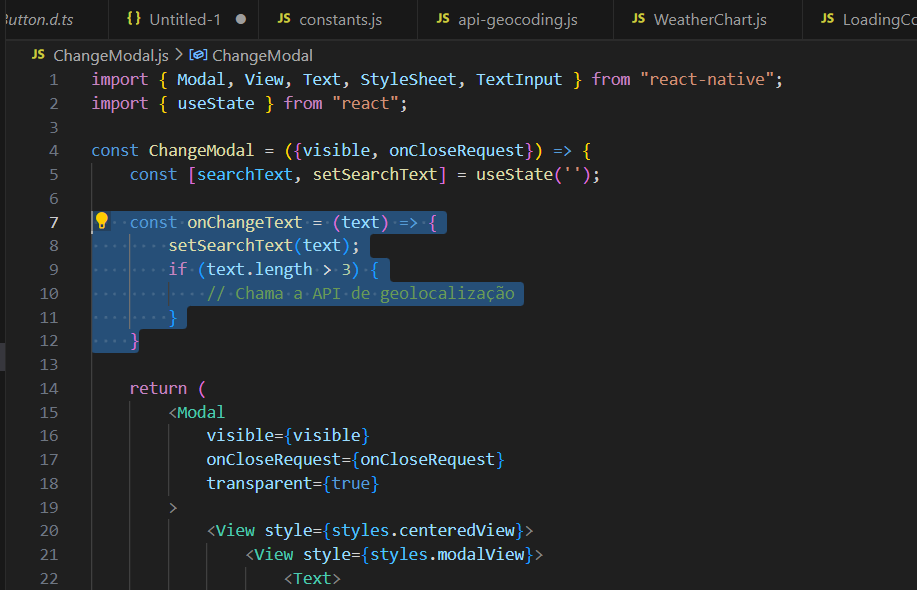 Button.d.ts {} Untitled-1 ● JS constants.js JS api-geocoding.js JS WeatherChart.js JS LoadingCo
JS ChangeModal.js > ChangeModal
1 import { Modal, View, Text, StyleSheet, TextInput } from "react-native";
2 import { useState } from "react";
3
4 const ChangeModal = ({visible, onCloseRequest}) => {
5     const [searchText, setSearchText] = useState('');
6
7     const onChangeText = (text) => {
8         setSearchText(text);
9         if (text.length > 3) {
10             // Chama a API de geolocalização
11         }
12     }
13
14     return (
15         <Modal
16             visible={visible}
17             onCloseRequest={onCloseRequest}
18             transparent={true}
19         >
20             <View style={styles.centeredView}>
21                 <View style={styles.modalView}>
22                     <Text>